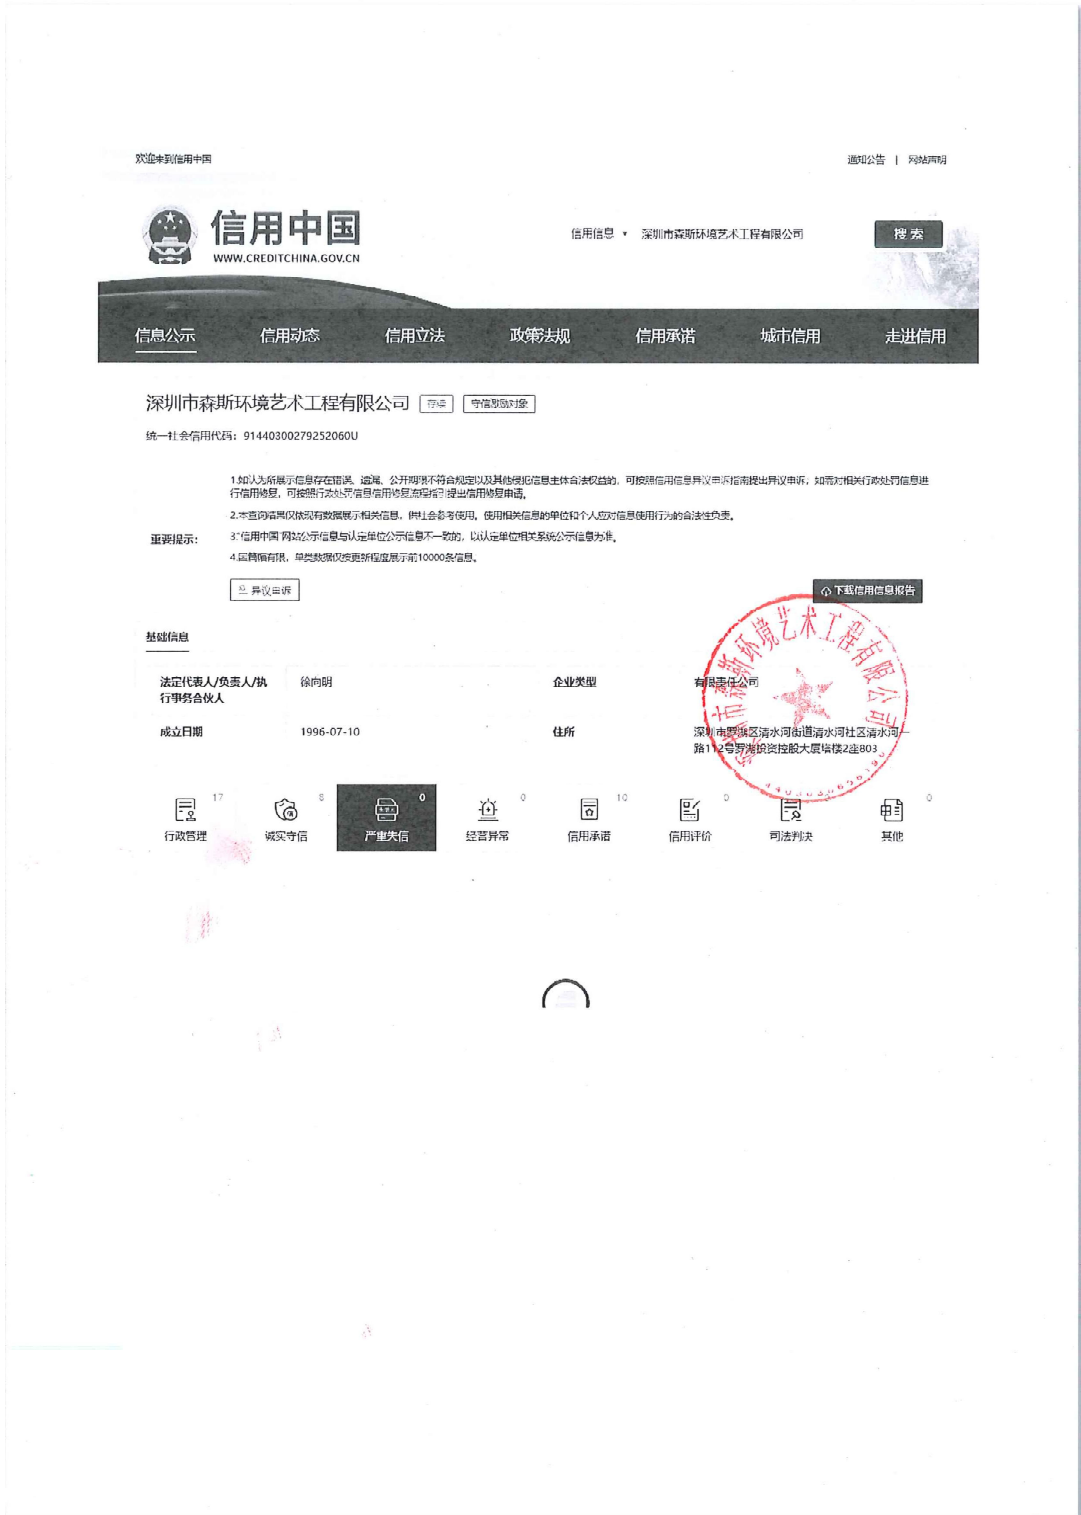 欢迎来到信用中国
通知公告 | 网站声明
信用中国
WWW.CREDITCHINA.GOV.CN
信用信息 深圳市森斯环境艺术工程有限公司 搜索
信息公示 信用动态 信用立法 政策法规 信用承诺 城市信用 走进信用
深圳市森斯环境艺术工程有限公司 存续 守信激励对象
统一社会信用代码：91440300279252060U
重要提示：
1.如认为所展示信息存在错误、遗漏、公开期限不符合规定以及其他侵犯信息主体合法权益的，可按照信用信息异议申诉指南提出异议申诉；如需对相关行政处罚信息进
行信用修复，可按照行政处罚信息信用修复流程指引提出信用修复申请。
2.本查询结果仅依现有数据展示相关信息，供社会参考使用，使用相关信息的单位和个人应对信息使用行为的合法性负责。
3."信用中国"网站公示信息与认定单位公示信息不一致的，以认定单位相关系统公示信息为准。
4.因篇幅有限，单类数据仅按更新程度展示前10000条信息。
异议申诉
下载信用信息报告
基础信息
法定代表人/负责人/执
行事务合伙人
徐向明
企业类型
有限责任公司
成立日期
1996-07-10
住所
深圳市罗湖区清水河街道清水河社区清水河一
路112号罗湖投资控股大厦塔楼2座803
17 8 0 0 10 0 0
行政管理 诚实守信 严重失信 经营异常 信用承诺 信用评价 司法判决 其他
深圳市森斯环境艺术工程有限公司